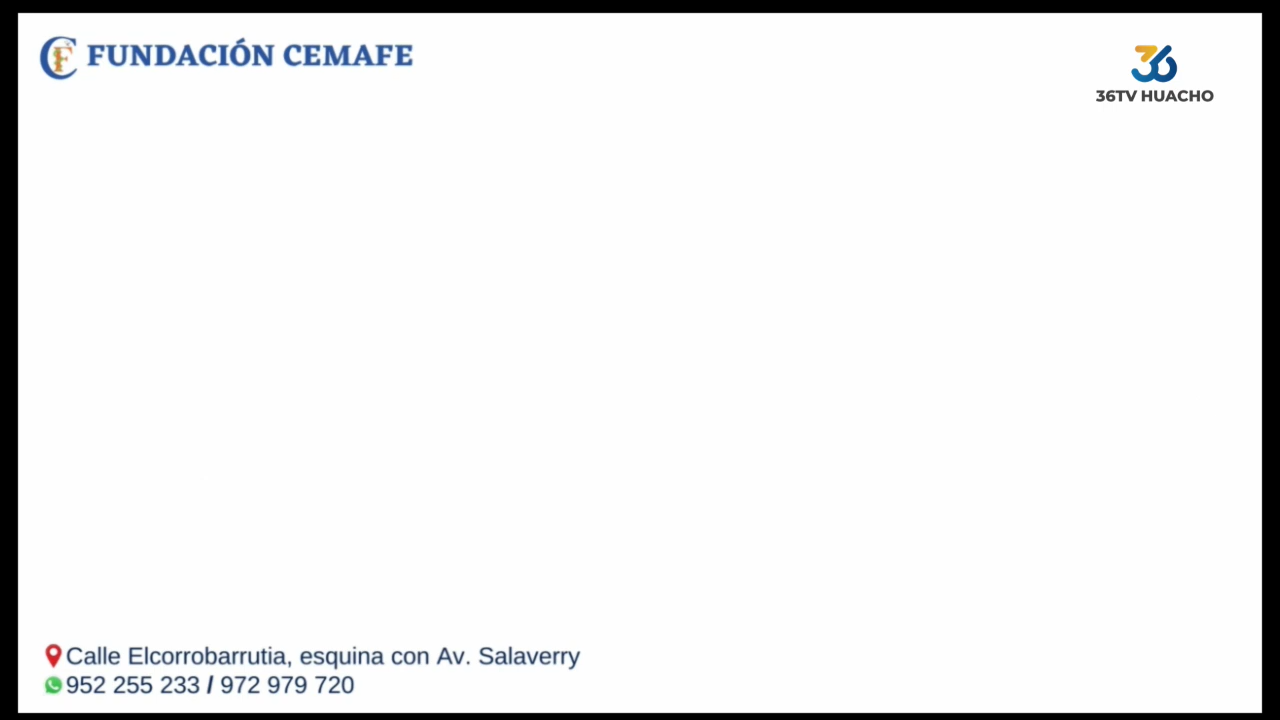 FUNDACIÓN CEMAFE
36TV HUACHO
Calle Elcorrobarrutia, esquina con Av. Salaverry
952 255 233 / 972 979 720